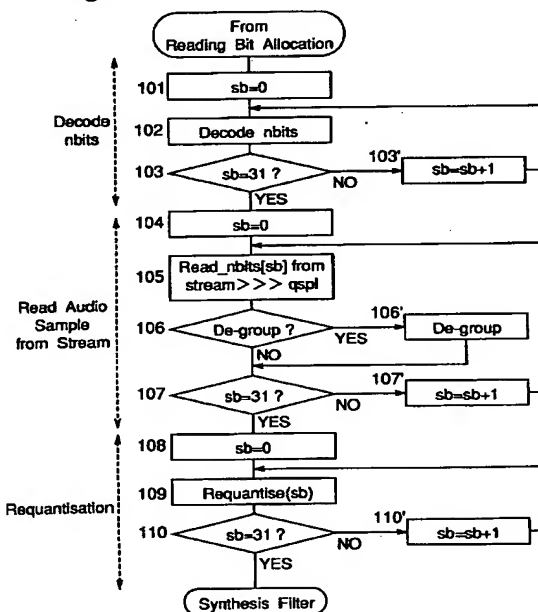 From
Reading Bit Allocation
101
sb=0
Decode
nbits
102
Decode nbits
103
sb=31 ?
NO
103'
sb=sb+1
YES
104
sb=0
105
Read_nbits[sb] from
stream>>> qspl
Read Audio
Sample
from Stream
106
De-group ?
YES
106'
De-group
NO
107
sb=31 ?
NO
107'
sb=sb+1
YES
108
sb=0
Requantisation
109
Requantise(sb)
110
sb=31 ?
NO
110'
sb=sb+1
YES
Synthesis Filter